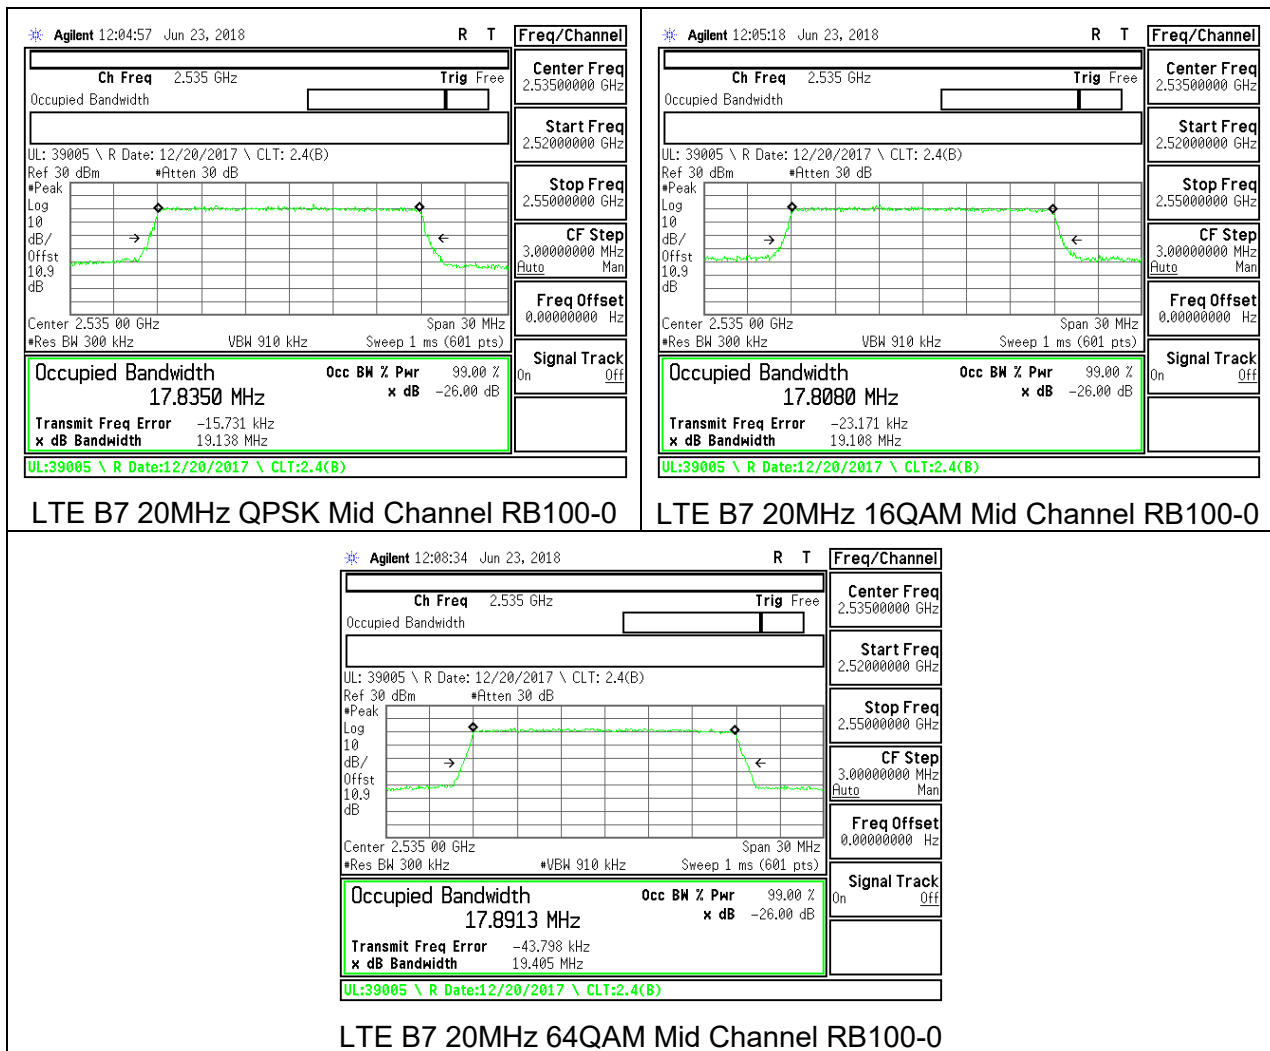 Agilent 12:04:57 Jun 23, 2018 R T Freq/Channel
Ch Freq 2.535 GHz Trig Free
Occupied Bandwidth
Center Freq
2.53500000 GHz
Start Freq
2.52000000 GHz
UL: 39005 \ R Date: 12/20/2017 \ CLT: 2.4(B)
Ref 30 dBm #Atten 30 dB
#Peak
Log
10
dB/
Offst
10.9
dB
Stop Freq
2.55000000 GHz
CF Step
3.00000000 MHz
Auto Man
Freq Offset
0.00000000 Hz
Center 2.535 00 GHz Span 30 MHz
#Res BW 300 kHz VBW 910 kHz Sweep 1 ms (601 pts)
Signal Track
On Off
Occupied Bandwidth Occ BW % Pwr 99.00 %
17.8350 MHz x dB -26.00 dB
Transmit Freq Error -15.731 kHz
x dB Bandwidth 19.138 MHz
UL:39005 \ R Date:12/20/2017 \ CLT:2.4(B)
LTE B7 20MHz QPSK Mid Channel RB100-0
Agilent 12:05:18 Jun 23, 2018 R T Freq/Channel
Ch Freq 2.535 GHz Trig Free
Occupied Bandwidth
Center Freq
2.53500000 GHz
Start Freq
2.52000000 GHz
UL: 39005 \ R Date: 12/20/2017 \ CLT: 2.4(B)
Ref 30 dBm #Atten 30 dB
#Peak
Log
10
dB/
Offst
10.9
dB
Stop Freq
2.55000000 GHz
CF Step
3.00000000 MHz
Auto Man
Freq Offset
0.00000000 Hz
Center 2.535 00 GHz Span 30 MHz
#Res BW 300 kHz VBW 910 kHz Sweep 1 ms (601 pts)
Signal Track
On Off
Occupied Bandwidth Occ BW % Pwr 99.00 %
17.8080 MHz x dB -26.00 dB
Transmit Freq Error -23.171 kHz
x dB Bandwidth 19.108 MHz
UL:39005 \ R Date:12/20/2017 \ CLT:2.4(B)
LTE B7 20MHz 16QAM Mid Channel RB100-0
Agilent 12:08:34 Jun 23, 2018 R T Freq/Channel
Ch Freq 2.535 GHz Trig Free
Occupied Bandwidth
Center Freq
2.53500000 GHz
Start Freq
2.52000000 GHz
UL: 39005 \ R Date: 12/20/2017 \ CLT: 2.4(B)
Ref 30 dBm #Atten 30 dB
#Peak
Log
10
dB/
Offst
10.9
dB
Stop Freq
2.55000000 GHz
CF Step
3.00000000 MHz
Auto Man
Freq Offset
0.00000000 Hz
Center 2.535 00 GHz Span 30 MHz
#Res BW 300 kHz #VBW 910 kHz Sweep 1 ms (601 pts)
Signal Track
On Off
Occupied Bandwidth Occ BW % Pwr 99.00 %
17.8913 MHz x dB -26.00 dB
Transmit Freq Error -43.798 kHz
x dB Bandwidth 19.405 MHz
UL:39005 \ R Date:12/20/2017 \ CLT:2.4(B)
LTE B7 20MHz 64QAM Mid Channel RB100-0